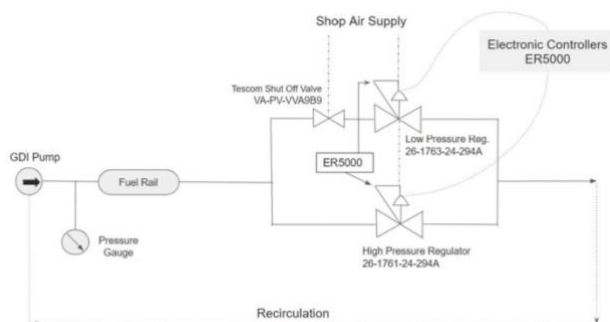 Shop Air Supply
Electronic Controllers
ER5000
Tescom Shut Off Valve
VA-PV-VVA9B9
Low Pressure Reg.
26-1763-24-294A
GDI Pump
ER5000
Fuel Rail
Pressure
Gauge
High Pressure Regulator
26-1761-24-294A
Recirculation